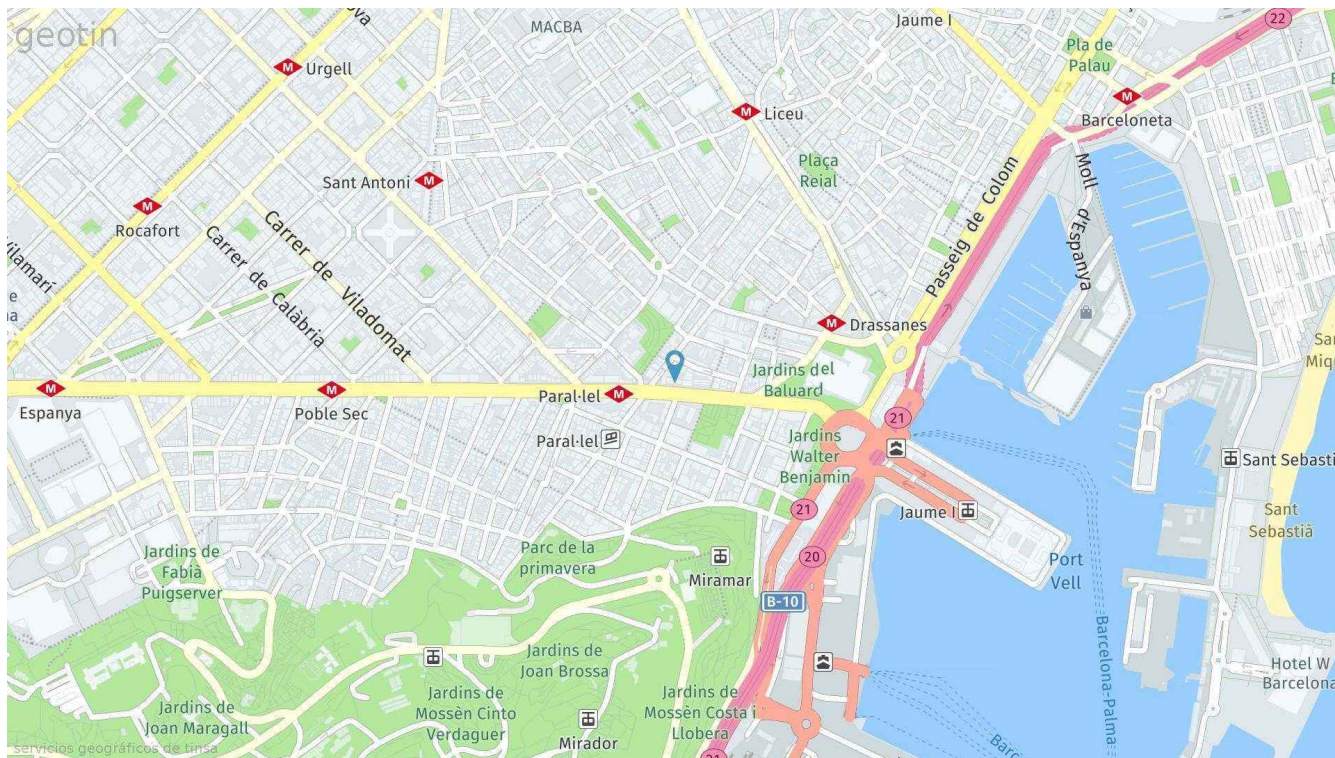 geotin
MACBA
Jaume I
22
Pla de
Palau
M Urgell
M Liceu
M
Barceloneta
Plaça
Reial
Sant Antoni M
M
Rocafort
Moll d'Espanya
Passeig de Colom
Carrer de Viladomat
Carrer de Calàbria
Vilamarí
M Drassanes
Jardins del
Baluard
M
Espanya
M
Poble Sec
Paral·lel M
Paral·lel
21
Jardins
Walter
Benjamin
Sant Sebasti
Sant
Sebastià
21
Jaume I
Port
Vell
20
Jardins de
Fabià
Puigserver
Parc de la
primavera
Miramar
B-10
Barcelona-Palma
Jardins de
Joan Brossa
Hotel W
Barcelona
Jardins de
Joan Maragall
Jardins de
Mossèn Cinto
Verdaguer
Jardins de
Mossèn Costa i
Llobera
Mirador
servicios geográficos de tinsa